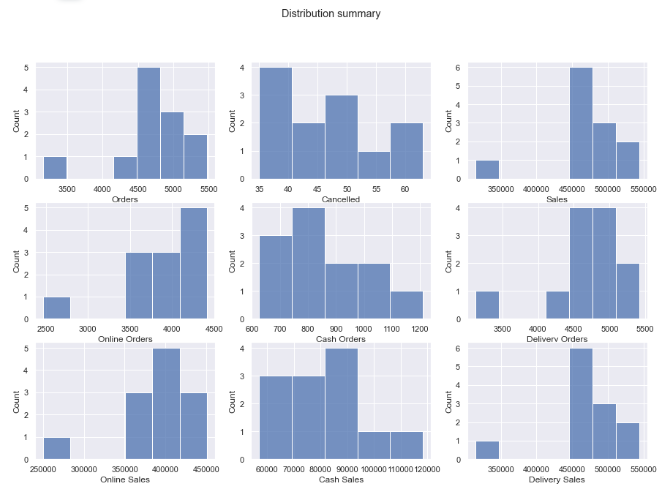 Distribution summary
5
4
3
2
1
0
Count
3500 4000 4500 5000 5500
Orders
4
3
2
1
0
Count
35 40 45 50 55 60
Cancelled
6
5
4
3
2
1
0
Count
350000 400000 450000 500000 550000
Sales
5
4
3
2
1
0
Count
2500 3000 3500 4000 4500
Online Orders
4
3
2
1
0
Count
600 700 800 900 1000 1100 1200
Cash Orders
4
3
2
1
0
Count
3500 4000 4500 5000 5500
Delivery Orders
5
4
3
2
1
0
Count
250000 300000 350000 400000 450000
Online Sales
4
3
2
1
0
Count
60000 70000 80000 90000 100000 110000 120000
Cash Sales
6
5
4
3
2
1
0
Count
350000 400000 450000 500000 550000
Delivery Sales